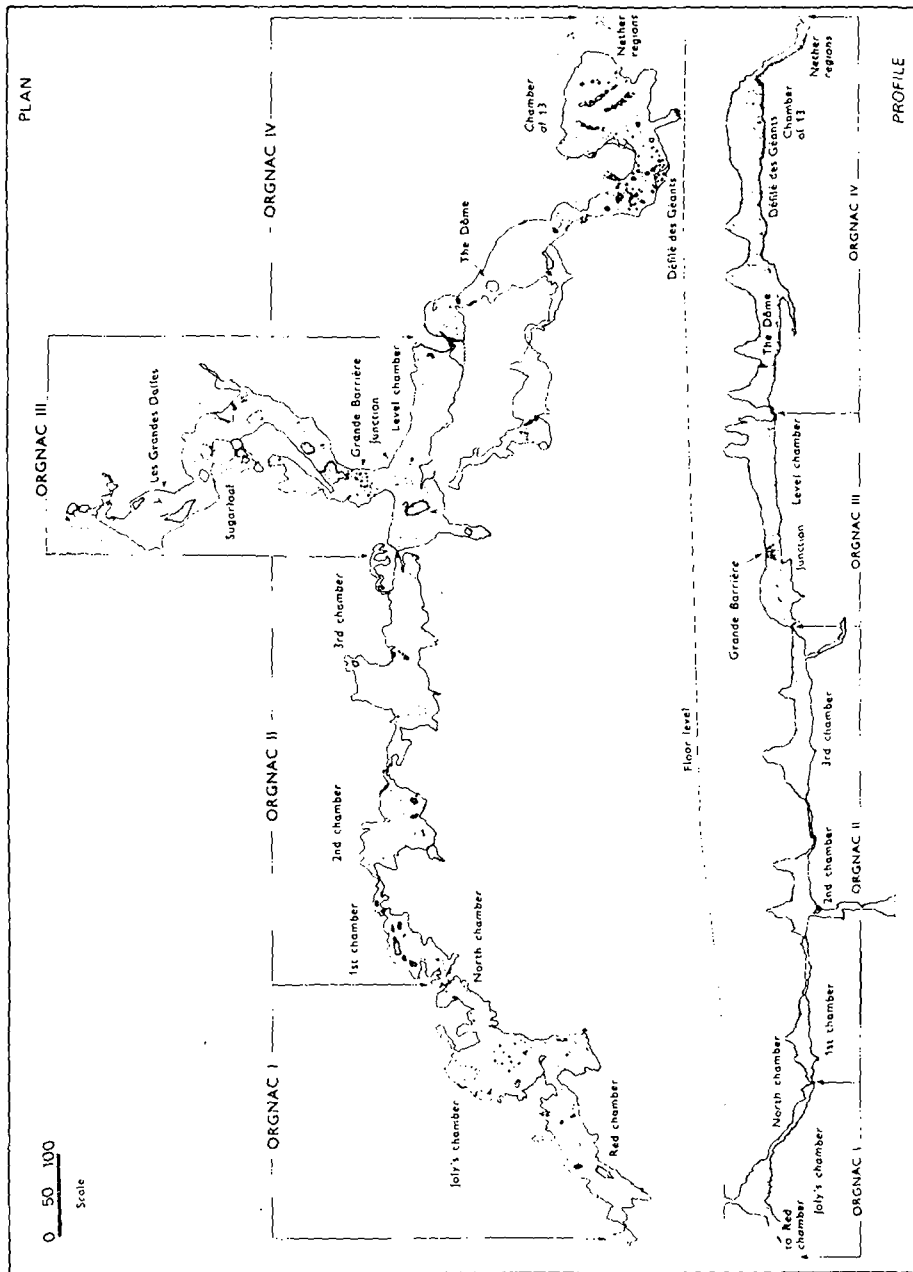 PLAN
0 50 100
Scale
ORGNAC I
ORGNAC II
ORGNAC III
ORGNAC IV
Red chamber
Joly's chamber
North chamber
1st chamber
2nd chamber
3rd chamber
Sugarloaf
Les Grandes Dalles
Grande Barrière
Junction
Level chamber
The Dôme
Défilé des Géants
Chamber of 13
Nether
regions
Floor level
to Red
chamber
Joly's chamber
North chamber
1st chamber
2nd chamber
3rd chamber
Grande Barrière
Junction
Level chamber
The Dôme
Défilé des Géants
Chamber
of 13
Nether
regions
ORGNAC I
ORGNAC II
ORGNAC III
ORGNAC IV
PROFILE